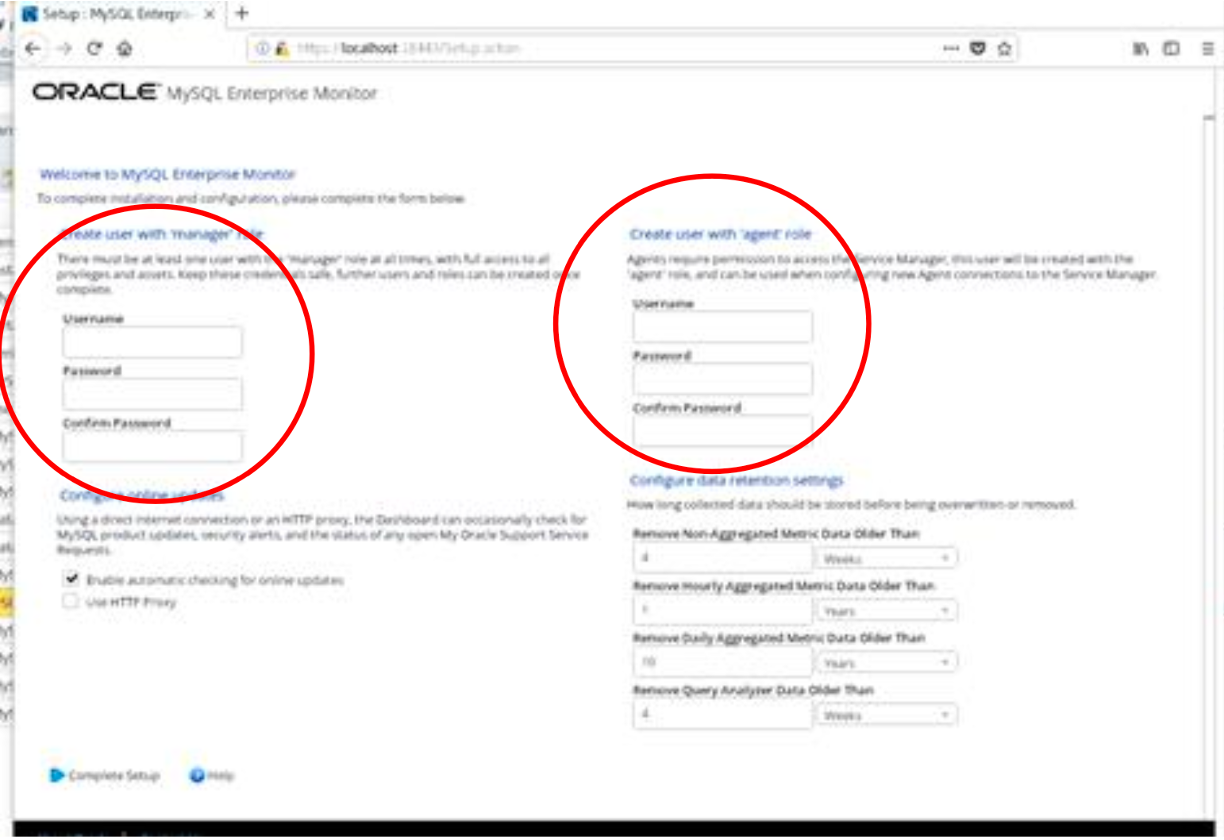 Setup : MySQL Enterpri
https://localhost:18443/Setup.action
ORACLE MySQL Enterprise Monitor
Welcome to MySQL Enterprise Monitor
To complete installation and configuration, please complete the form below.
Create user with 'manager' role
There must be at least one user with the 'manager' role at all times, with full access to all
privileges and assets. Keep these credentials safe, further users and roles can be created once
complete.
Username
Password
Confirm Password
Configure online updates
Using a direct internet connection or an HTTP proxy, the Dashboard can occasionally check for
MySQL product updates, security alerts, and the status of any open My Oracle Support Service
Requests.
Enable automatic checking for online updates
Use HTTP Proxy
Create user with 'agent' role
Agents require permission to access the Service Manager, this user will be created with the
'agent' role, and can be used when configuring new Agent connections to the Service Manager.
Username
Password
Confirm Password
Configure data retention settings
How long collected data should be stored before being overwritten or removed.
Remove Non-Aggregated Metric Data Older Than
4 Weeks
Remove Hourly Aggregated Metric Data Older Than
1 Years
Remove Daily Aggregated Metric Data Older Than
10 Years
Remove Query Analyzer Data Older Than
4 Weeks
Complete Setup Help